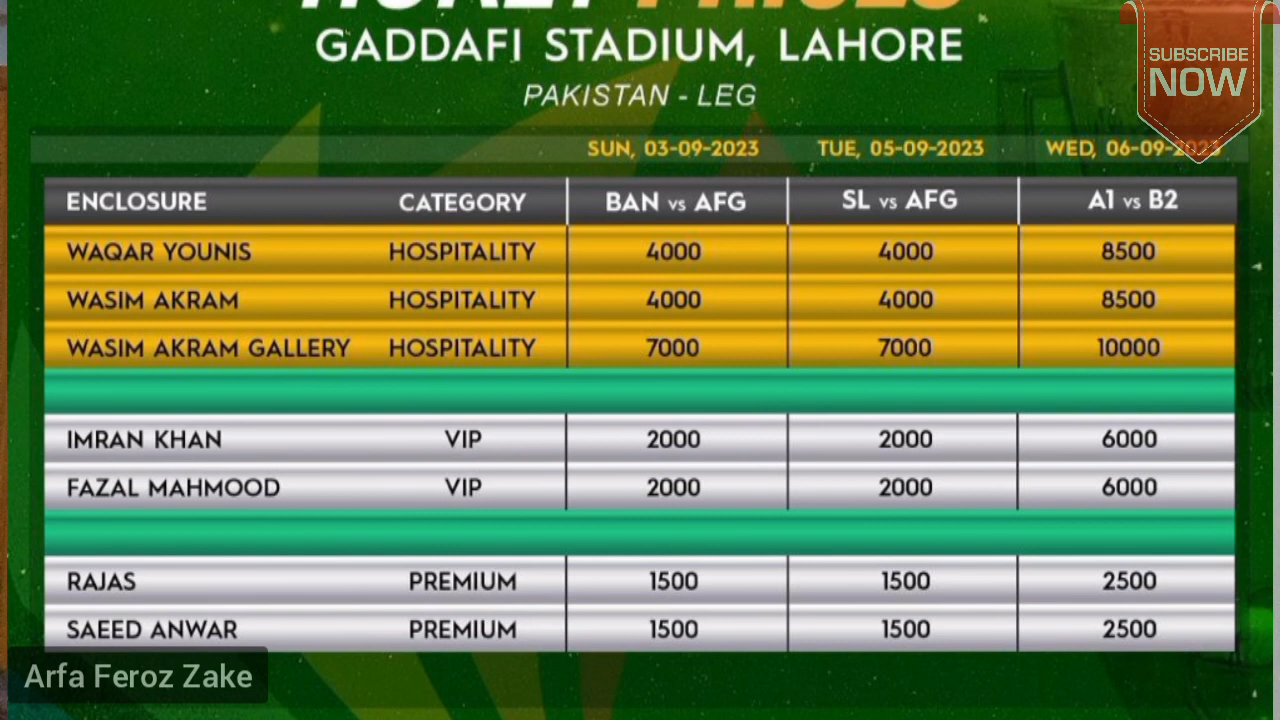 GADDAFI STADIUM, LAHORE
PAKISTAN - LEG
SUBSCRIBE
NOW
SUN, 03-09-2023 TUE, 05-09-2023 WED, 06-09-2023
ENCLOSURE CATEGORY BAN vs AFG SL vs AFG A1 vs B2
WAQAR YOUNIS HOSPITALITY 4000 4000 8500
WASIM AKRAM HOSPITALITY 4000 4000 8500
WASIM AKRAM GALLERY HOSPITALITY 7000 7000 10000
IMRAN KHAN VIP 2000 2000 6000
FAZAL MAHMOOD VIP 2000 2000 6000
RAJAS PREMIUM 1500 1500 2500
SAEED ANWAR PREMIUM 1500 1500 2500
Arfa Feroz Zake